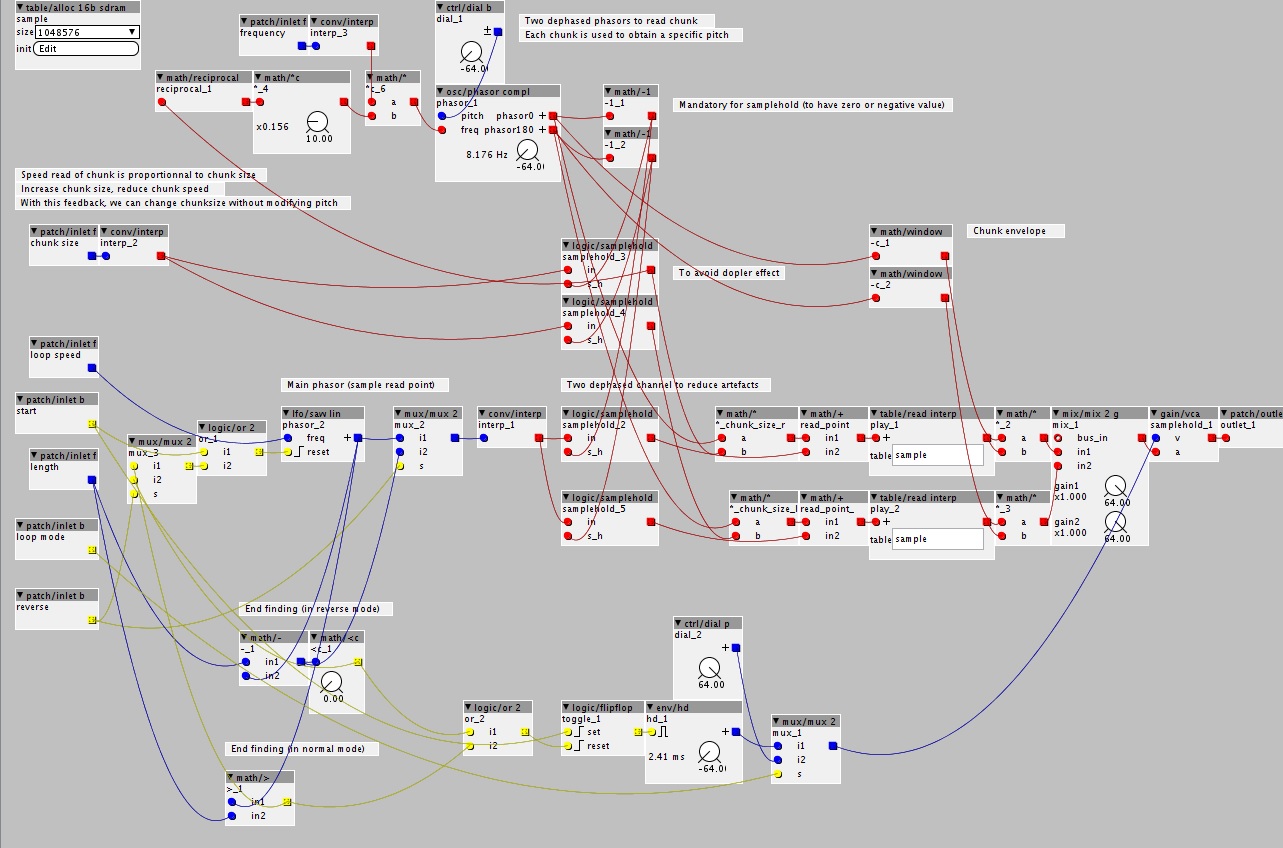 table/alloc 16b sdram
sample
size 1048576
init Edit
patch/inlet f
frequency
conv/interp
interp_3
ctrl/dial b
dial_1
±
-64.0
Two dephased phasors to read chunk
Each chunk is used to obtain a specific pitch
math/reciprocal
reciprocal_1
math/*c
*_4
x0.156
10.00
math/*
*c_6
a
b
osc/phasor compl
phasor_1
pitch phasor0 +
freq phasor180 +
8.176 Hz
-64.0
math/-1
-1_1
math/-1
-1_2
Mandatory for samplehold (to have zero or negative value)
Speed read of chunk is proportionnal to chunk size
Increase chunk size, reduce chunk speed
With this feedback, we can change chunksize without modifying pitch
patch/inlet f
chunk size
conv/interp
interp_2
logic/samplehold
samplehold_3
in
s_h
logic/samplehold
samplehold_4
in
s_h
To avoid dopler effect
math/window
-c_1
math/window
-c_2
Chunk envelope
patch/inlet f
loop speed
patch/inlet b
start
patch/inlet f
length
patch/inlet b
loop mode
patch/inlet b
reverse
mux/mux 2
mux_3
i1
i2
s
logic/or 2
or_1
i1
i2
Main phasor (sample read point)
lfo/saw lin
phasor_2
freq +
reset
mux/mux 2
mux_2
i1
i2
s
conv/interp
interp_1
Two dephased channel to reduce artefacts
logic/samplehold
samplehold_2
in
s_h
logic/samplehold
samplehold_5
in
s_h
math/*
*_chunk_size_r
a
b
math/+
read_point
in1
in2
table/read interp
play_1
+
table sample
math/*
*_2
a
b
mix/mix 2 g
mix_1
bus_in
in1
in2
gain1
x1.000
64.00
gain2
x1.000
64.00
gain/vca
samplehold_1
v
a
patch/outle
outlet_1
math/*
*_chunk_size_l
a
b
math/+
read_point_
in1
in2
table/read interp
play_2
+
table sample
math/*
*_3
a
b
End finding (in reverse mode)
math/-
-_1
in1
in2
math/<c
<c_1
0.00
End finding (in normal mode)
math/>
>_1
in1
in2
logic/or 2
or_2
i1
i2
logic/flipflop
toggle_1
set
reset
env/hd
hd_1
+
2.41 ms
-64.0
ctrl/dial p
dial_2
+
64.00
mux/mux 2
mux_1
i1
i2
s